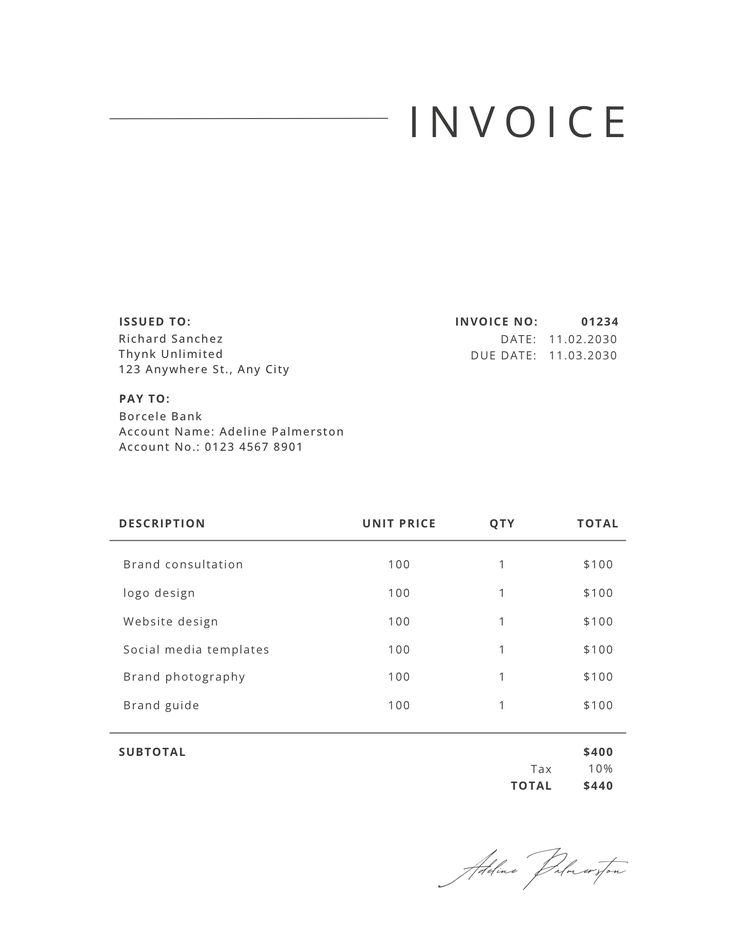 INVOICE
ISSUED TO:
Richard Sanchez
Thynk Unlimited
123 Anywhere St., Any City
INVOICE NO: 01234
DATE: 11.02.2030
DUE DATE: 11.03.2030
PAY TO:
Borcele Bank
Account Name: Adeline Palmerston
Account No.: 0123 4567 8901
DESCRIPTION UNIT PRICE QTY TOTAL
Brand consultation 100 1 $100
logo design 100 1 $100
Website design 100 1 $100
Social media templates 100 1 $100
Brand photography 100 1 $100
Brand guide 100 1 $100
SUBTOTAL $400
Tax 10%
TOTAL $440
Adeline Palmerston